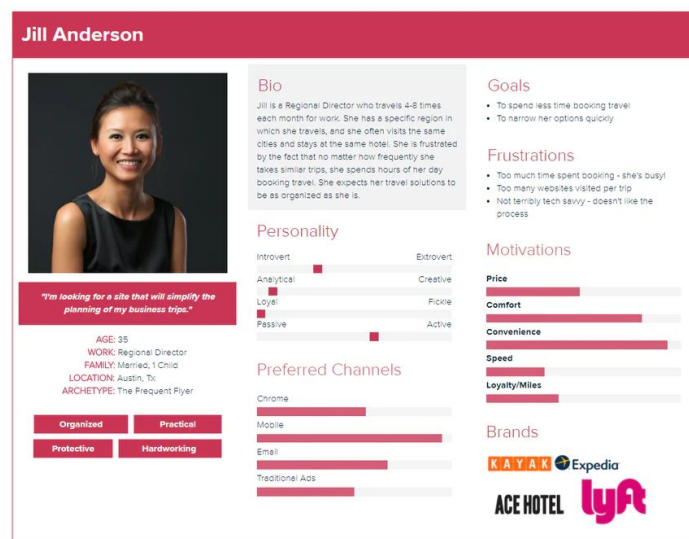 Jill Anderson
"I'm looking for a site that will simplify the
planning of my business trips."
AGE: 35
WORK: Regional Director
FAMILY: Married, 1 Child
LOCATION: Austin, Tx
ARCHETYPE: The Frequent Flyer
Organized
Practical
Protective
Hardworking
Bio
Jill is a Regional Director who travels 4-8 times
each month for work. She has a specific region in
which she travels, and she often visits the same
cities and stays at the same hotel. She is frustrated
by the fact that no matter how frequently she
takes similar trips, she spends hours of her day
booking travel. She expects her travel solutions to
be as organized as she is.
Personality
Introvert Extrovert
Analytical Creative
Loyal Fickle
Passive Active
Preferred Channels
Chrome
Mobile
Email
Traditional Ads
Goals
• To spend less time booking travel
• To narrow her options quickly
Frustrations
• Too much time spent booking - she's busy!
• Too many websites visited per trip
• Not terribly tech savvy - doesn't like the
process
Motivations
Price
Comfort
Convenience
Speed
Loyalty/Miles
Brands
KAYAK Expedia
ACE HOTEL lyft